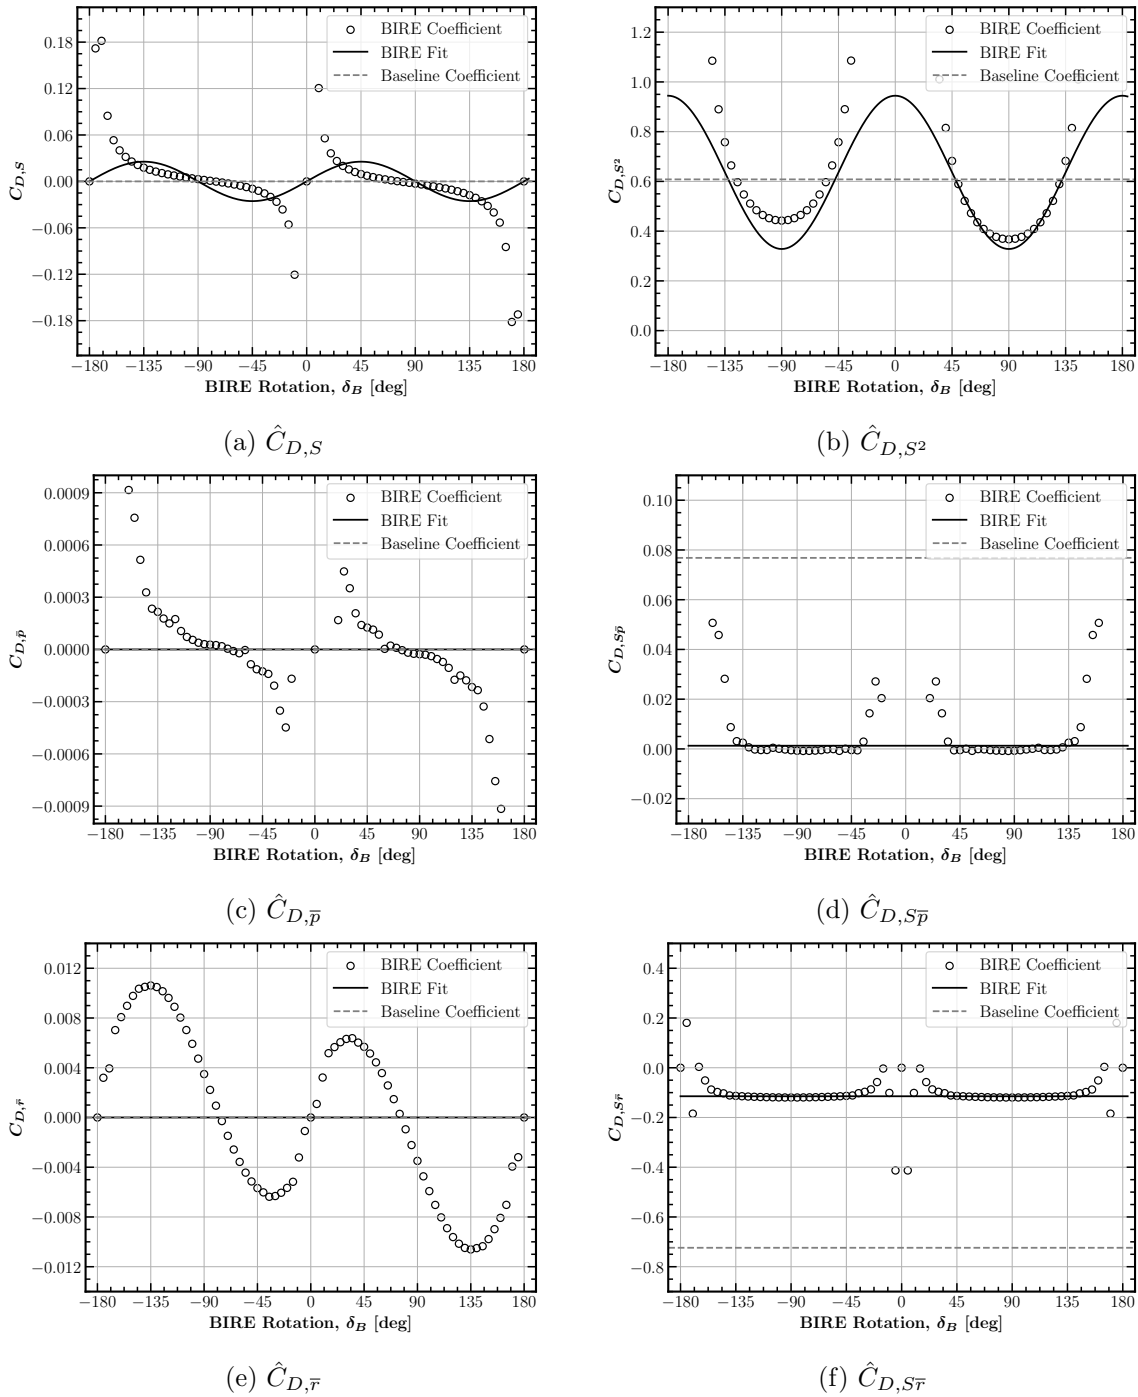 0.18
0.12
0.06
0.00
−0.06
−0.12
−0.18
C_{D,S}
BIRE Coefficient
BIRE Fit
Baseline Coefficient
−180 −135 −90 −45 0 45 90 135 180
BIRE Rotation, δ_B [deg]
(a) Ĉ_{D,S}
1.2
1.0
0.8
0.6
0.4
0.2
0.0
C_{D,S²}
BIRE Coefficient
BIRE Fit
Baseline Coefficient
−180 −135 −90 −45 0 45 90 135 180
BIRE Rotation, δ_B [deg]
(b) Ĉ_{D,S²}
0.0009
0.0006
0.0003
0.0000
−0.0003
−0.0006
−0.0009
C_{D,p̄}
BIRE Coefficient
BIRE Fit
Baseline Coefficient
−180 −135 −90 −45 0 45 90 135 180
BIRE Rotation, δ_B [deg]
(c) Ĉ_{D,p̄}
0.10
0.08
0.06
0.04
0.02
0.00
−0.02
C_{D,Sp̄}
BIRE Coefficient
BIRE Fit
Baseline Coefficient
−180 −135 −90 −45 0 45 90 135 180
BIRE Rotation, δ_B [deg]
(d) Ĉ_{D,Sp̄}
0.012
0.008
0.004
0.000
−0.004
−0.008
−0.012
C_{D,r̄}
BIRE Coefficient
BIRE Fit
Baseline Coefficient
−180 −135 −90 −45 0 45 90 135 180
BIRE Rotation, δ_B [deg]
(e) Ĉ_{D,r̄}
0.4
0.2
0.0
−0.2
−0.4
−0.6
−0.8
C_{D,Sr̄}
BIRE Coefficient
BIRE Fit
Baseline Coefficient
−180 −135 −90 −45 0 45 90 135 180
BIRE Rotation, δ_B [deg]
(f) Ĉ_{D,Sr̄}